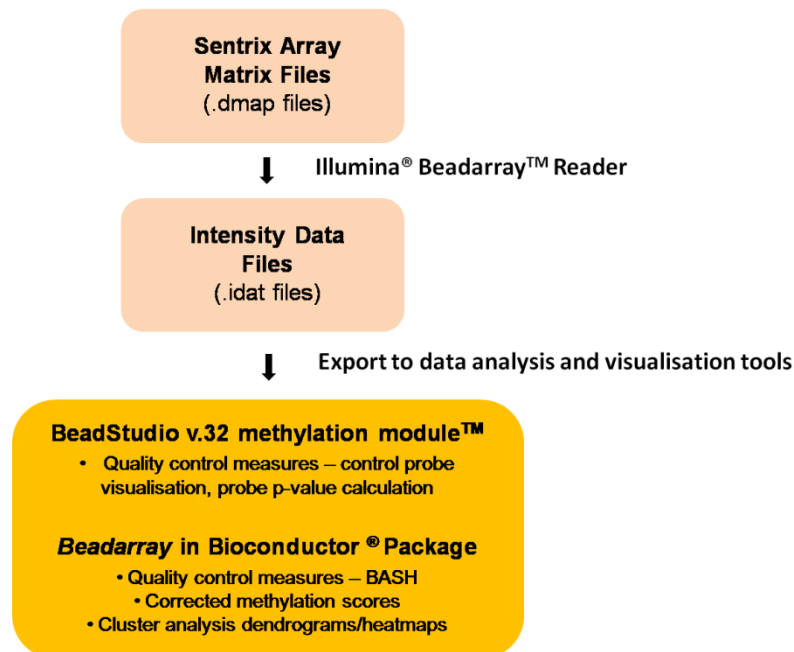 Sentrix Array
Matrix Files
(.dmap files)
Illumina® Beadarray™ Reader
Intensity Data
Files
(.idat files)
Export to data analysis and visualisation tools
BeadStudio v.32 methylation module™
• Quality control measures – control probe
visualisation, probe p-value calculation
Beadarray in Bioconductor ® Package
• Quality control measures – BASH
• Corrected methylation scores
• Cluster analysis dendrograms/heatmaps